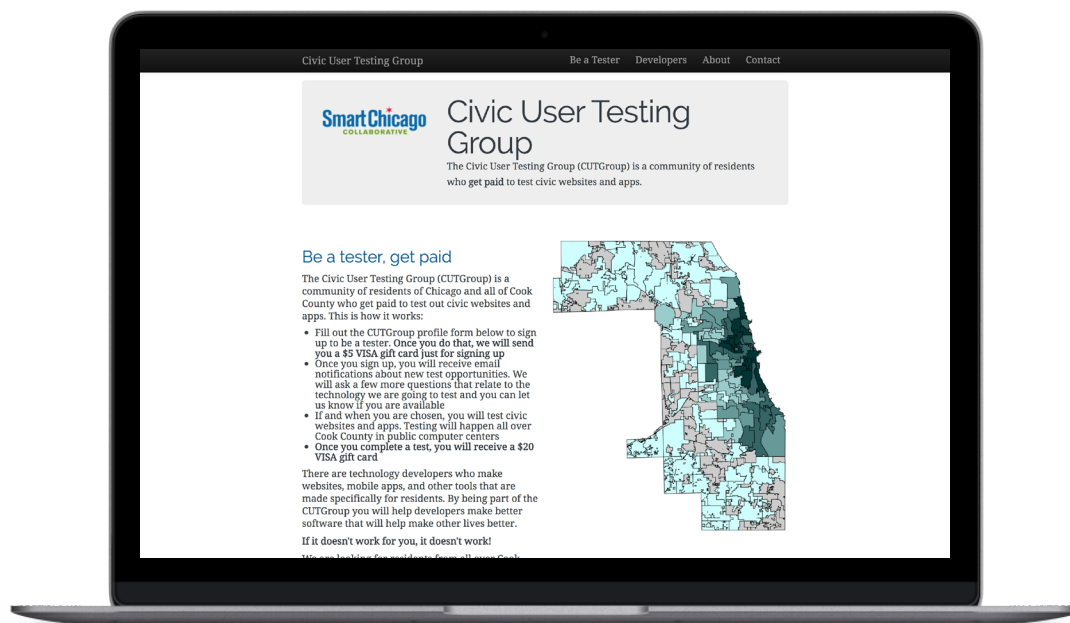 Civic User Testing Group
Be a Tester Developers About Contact
Smart Chicago
COLLABORATIVE
Civic User Testing
Group
The Civic User Testing Group (CUTGroup) is a community of residents
who get paid to test civic websites and apps.
Be a tester, get paid
The Civic User Testing Group (CUTGroup) is a
community of residents of Chicago and all of Cook
County who get paid to test out civic websites and
apps. This is how it works:
Fill out the CUTGroup profile form below to sign
up to be a tester. Once you do that, we will send
you a $5 VISA gift card just for signing up
Once you sign up, you will receive email
notifications about new test opportunities. We
will ask a few more questions that relate to the
technology we are going to test and you can let
us know if you are available
If and when you are chosen, you will test civic
websites and apps. Testing will happen all over
Cook County in public computer centers
Once you complete a test, you will receive a $20
VISA gift card
There are technology developers who make
websites, mobile apps, and other tools that are
made specifically for residents. By being part of the
CUTGroup you will help developers make better
software that will help make other lives better.
If it doesn't work for you, it doesn't work!
We are looking for residents from all over Cook